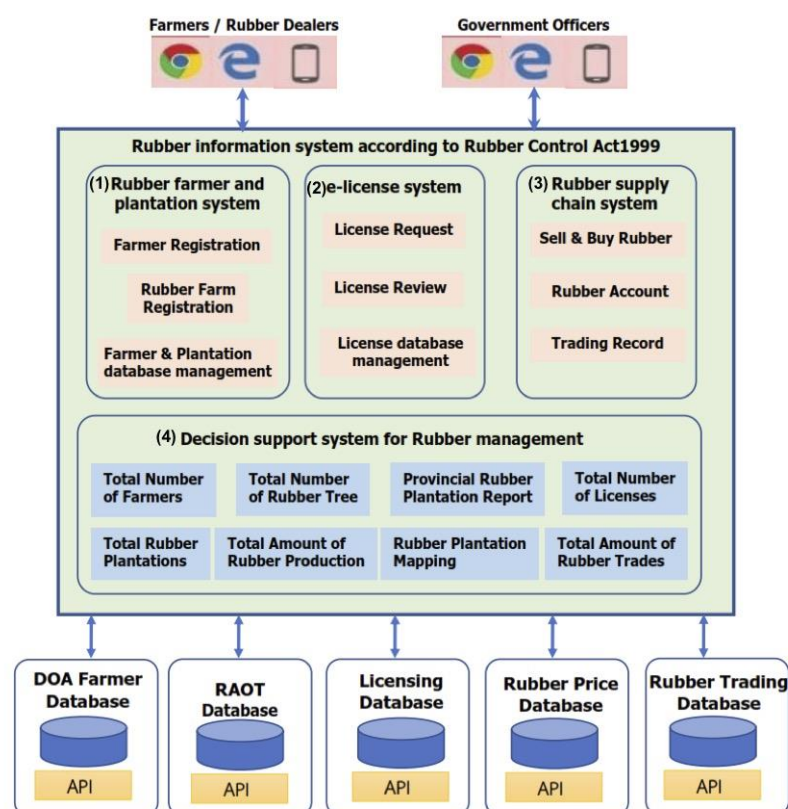 Farmers / Rubber Dealers
Government Officers
Rubber information system according to Rubber Control Act1999
(1) Rubber farmer and
plantation system
Farmer Registration
Rubber Farm
Registration
Farmer & Plantation
database management
(2) e-license system
License Request
License Review
License database
management
(3) Rubber supply
chain system
Sell & Buy Rubber
Rubber Account
Trading Record
(4) Decision support system for Rubber management
Total Number
of Farmers
Total Number
of Rubber Tree
Provincial Rubber
Plantation Report
Total Number
of Licenses
Total Rubber
Plantations
Total Amount of
Rubber Production
Rubber Plantation
Mapping
Total Amount of
Rubber Trades
DOA Farmer
Database
API
RAOT
Database
API
Licensing
Database
API
Rubber Price
Database
API
Rubber Trading
Database
API